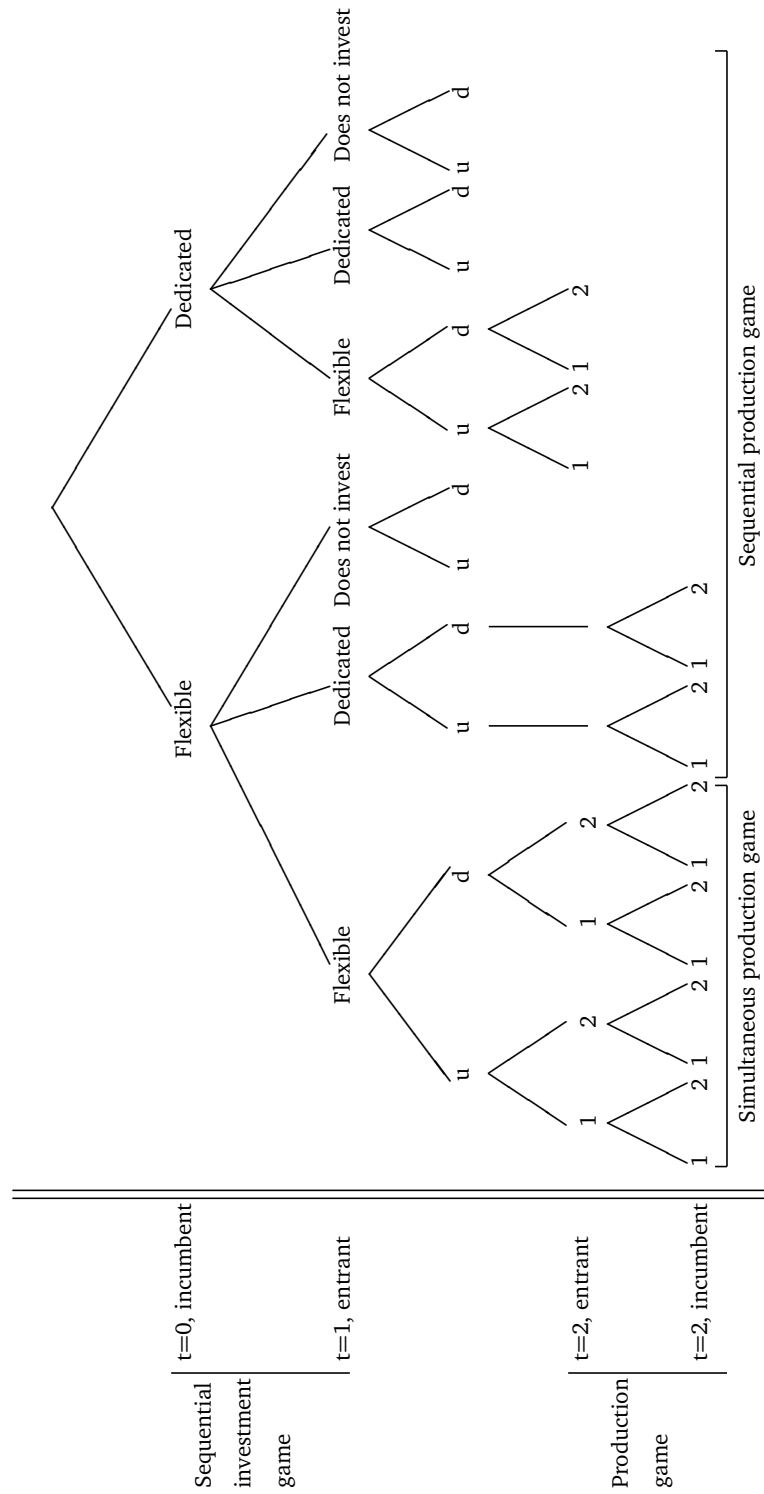 t=0, incumbent Flexible Dedicated
Sequential
investment
game
t=1, entrant Flexible Dedicated Does not invest Flexible Dedicated Does not invest
u d u d u d u d u d u d
t=2, entrant 1 2 1 2 1 2 1 2
Production
game
t=2, incumbent 1 2 1 2 1 2 1 2 1 2 1 2
Simultaneous production game Sequential production game